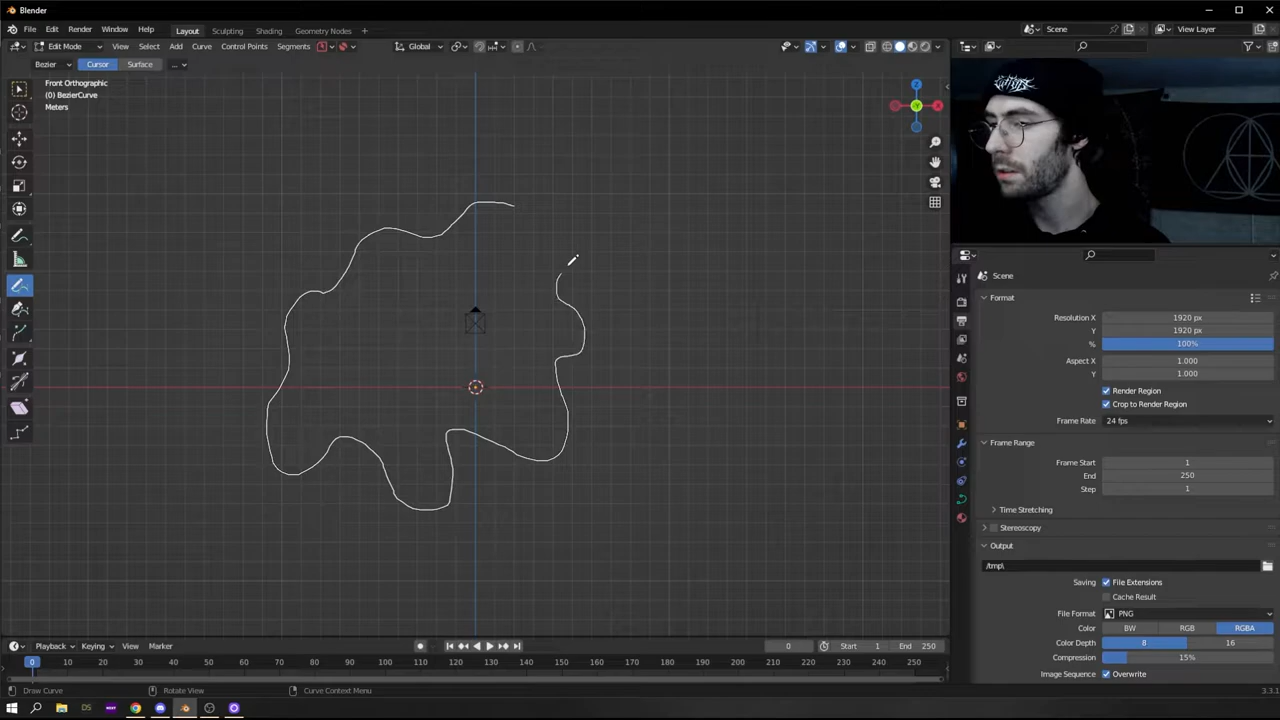 Blender
File Edit Render Window Help Layout Sculpting Shading Geometry Nodes + Scene View Layer
Edit Mode View Select Add Curve Control Points Segments Global
Bezier Cursor Surface ...
Front Orthographic
(0) BezierCurve
Meters
Z
Y
X
Scene
Format
Resolution X 1920 px
Y 1920 px
% 100%
Aspect X 1.000
Y 1.000
Render Region
Crop to Render Region
Frame Rate 24 fps
Frame Range
Frame Start 1
End 250
Step 1
Time Stretching
Stereoscopy
Output
/tmp\
Saving File Extensions
Cache Result
File Format PNG
Color BW RGB RGBA
Color Depth 8 16
Compression 15%
Image Sequence Overwrite
Playback Keying View Marker 0 Start 1 End 250
0 10 20 30 40 50 60 70 80 90 100 110 120 130 140 150 160 170 180 190 200 210 220 230 240 250
Draw Curve Rotate View Curve Context Menu 3.3.1
DS